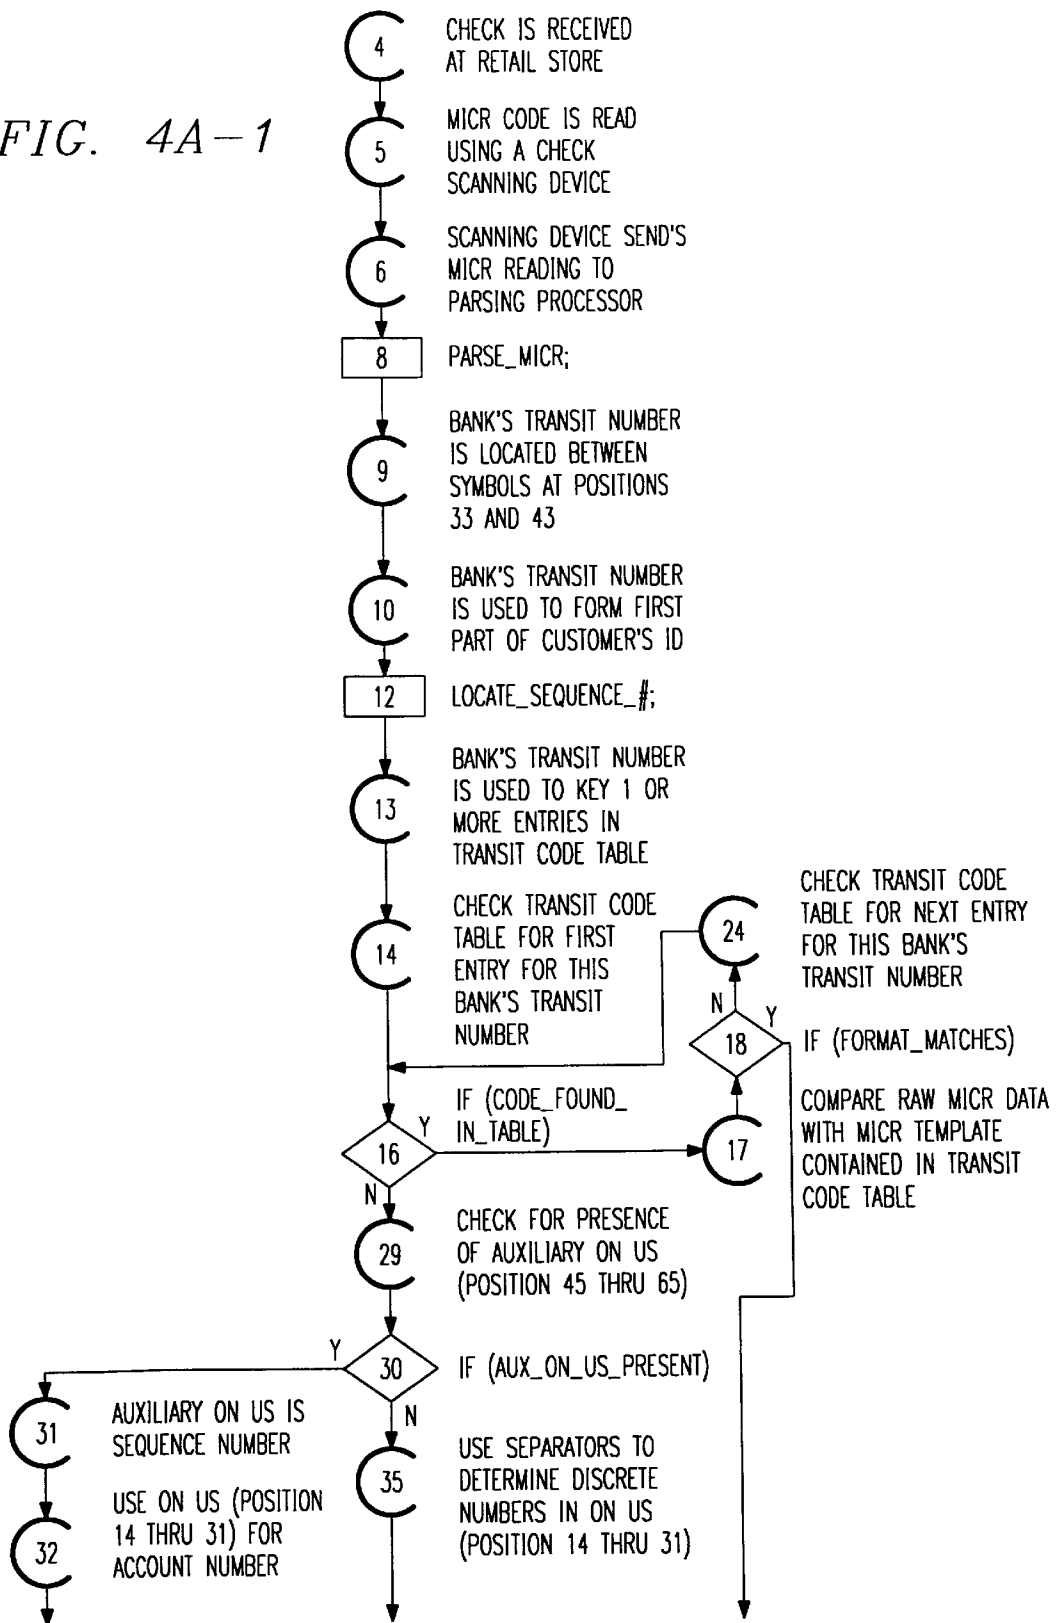 FIG. 4A-1
4
CHECK IS RECEIVED
AT RETAIL STORE
5
MICR CODE IS READ
USING A CHECK
SCANNING DEVICE
6
SCANNING DEVICE SEND'S
MICR READING TO
PARSING PROCESSOR
8
PARSE_MICR;
9
BANK'S TRANSIT NUMBER
IS LOCATED BETWEEN
SYMBOLS AT POSITIONS
33 AND 43
10
BANK'S TRANSIT NUMBER
IS USED TO FORM FIRST
PART OF CUSTOMER'S ID
12
LOCATE_SEQUENCE_#;
13
BANK'S TRANSIT NUMBER
IS USED TO KEY 1 OR
MORE ENTRIES IN
TRANSIT CODE TABLE
14
CHECK TRANSIT CODE
TABLE FOR FIRST
ENTRY FOR THIS
BANK'S TRANSIT
NUMBER
24
CHECK TRANSIT CODE
TABLE FOR NEXT ENTRY
FOR THIS BANK'S
TRANSIT NUMBER
N
Y
18
IF (FORMAT_MATCHES)
16
Y
IF (CODE_FOUND_
IN_TABLE)
N
17
COMPARE RAW MICR DATA
WITH MICR TEMPLATE
CONTAINED IN TRANSIT
CODE TABLE
29
CHECK FOR PRESENCE
OF AUXILIARY ON US
(POSITION 45 THRU 65)
Y
30
IF (AUX_ON_US_PRESENT)
N
31
AUXILIARY ON US IS
SEQUENCE NUMBER
32
USE ON US (POSITION
14 THRU 31) FOR
ACCOUNT NUMBER
35
USE SEPARATORS TO
DETERMINE DISCRETE
NUMBERS IN ON US
(POSITION 14 THRU 31)